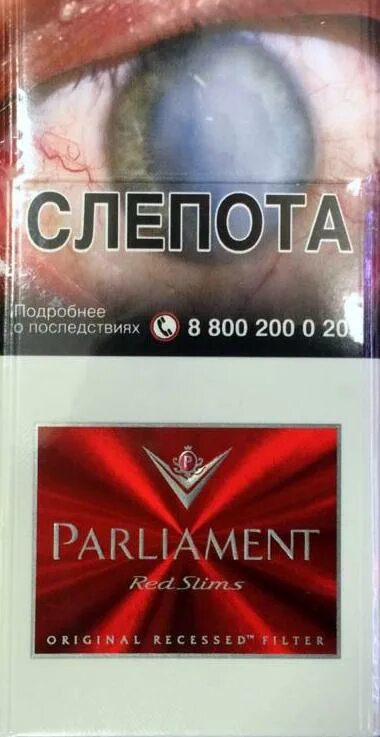 СЛЕПОТА
Подробнее
о последствиях 8 800 200 0 20
P
PARLIAMENT
Red Slims
ORIGINAL RECESSED™ FILTER